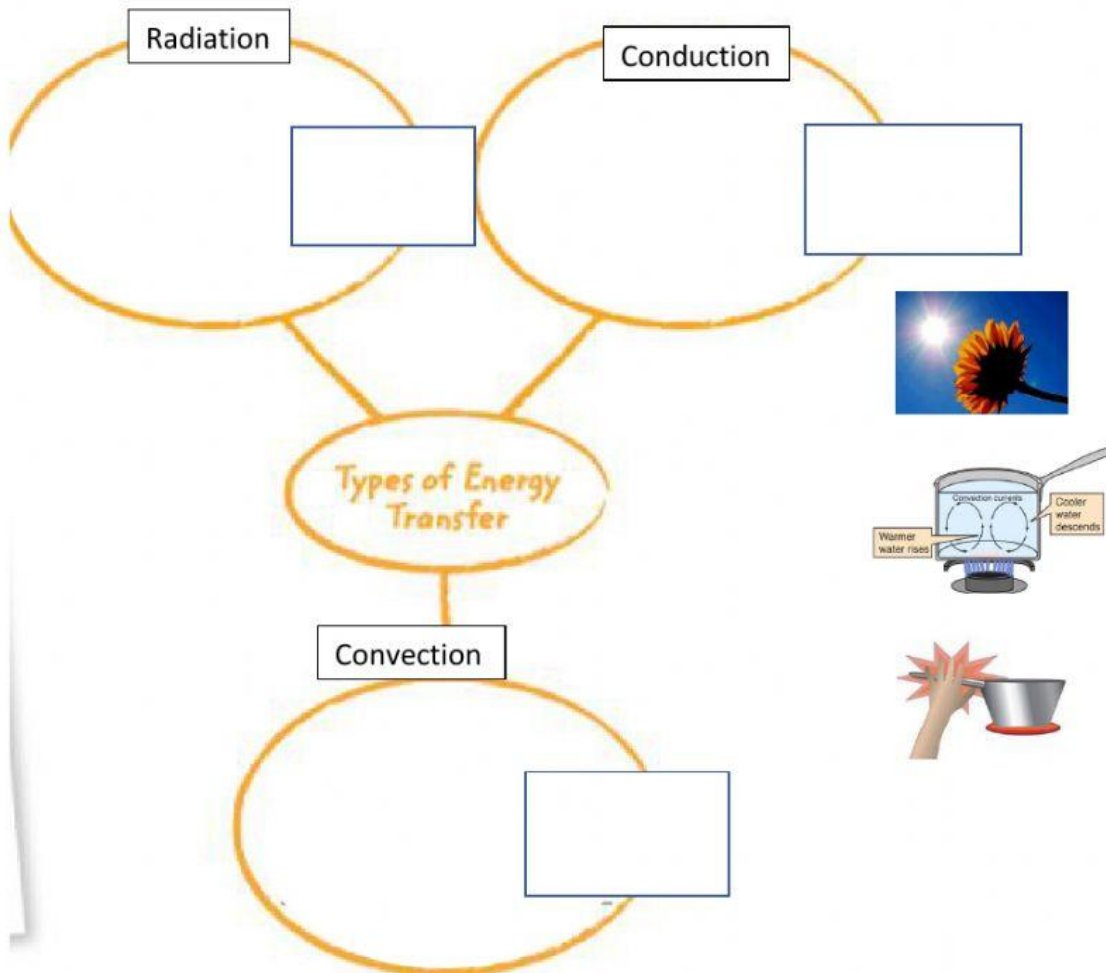 Radiation
Conduction
Types of Energy
Transfer
Convection currents
Cooler
water
descends
Warmer
water rises
Convection